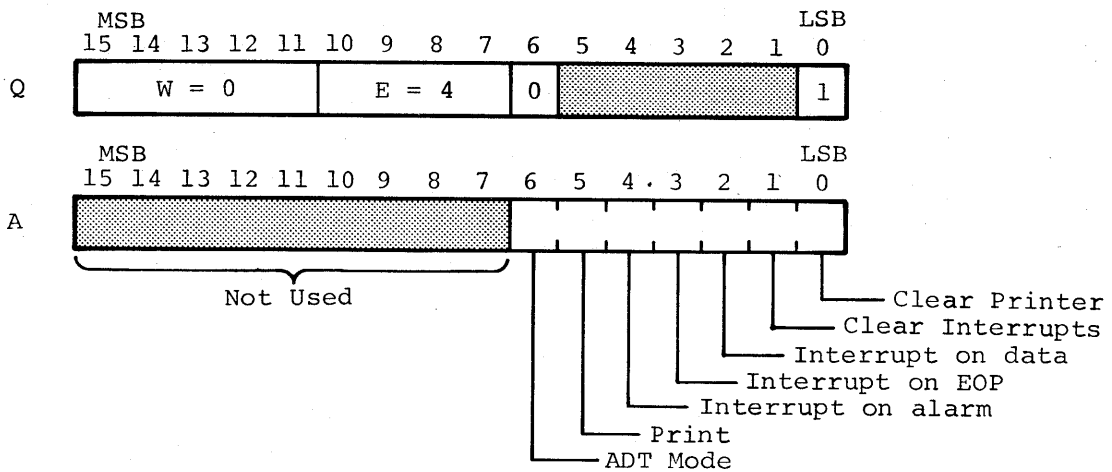 MSB LSB
15 14 13 12 11 10 9 8 7 6 5 4 3 2 1 0
Q W = 0 E = 4 0 1
MSB LSB
15 14 13 12 11 10 9 8 7 6 5 4 . 3 2 1 0
A
Not Used
Clear Printer
Clear Interrupts
Interrupt on data
Interrupt on EOP
Interrupt on alarm
Print
ADT Mode